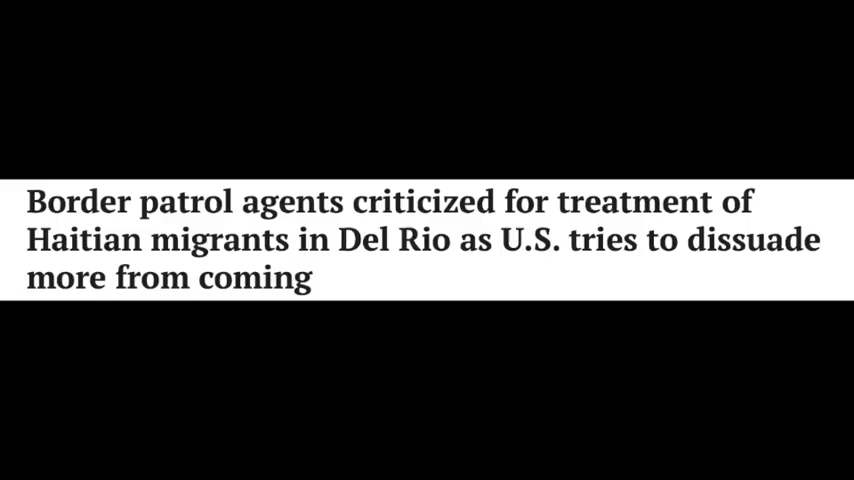 Border patrol agents criticized for treatment of
Haitian migrants in Del Rio as U.S. tries to dissuade
more from coming